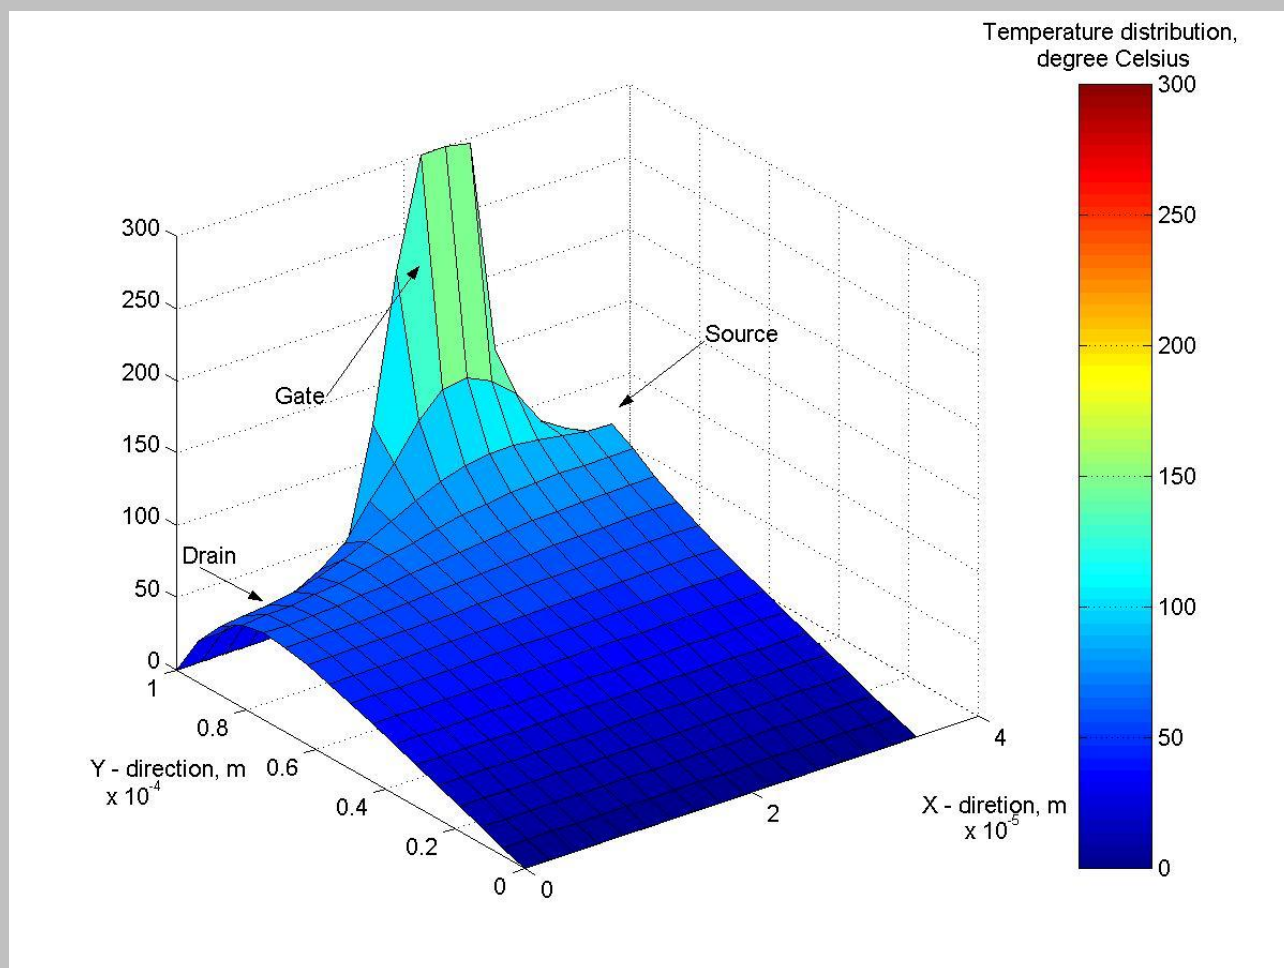 Temperature distribution,
degree Celsius
300
250
200
150
100
50
0
300
250
200
150
100
50
0
Gate
Source
Drain
1
0.8
0.6
0.4
0.2
0
Y - direction, m
x 10-4
0
2
4
X - diretion, m
x 10-5